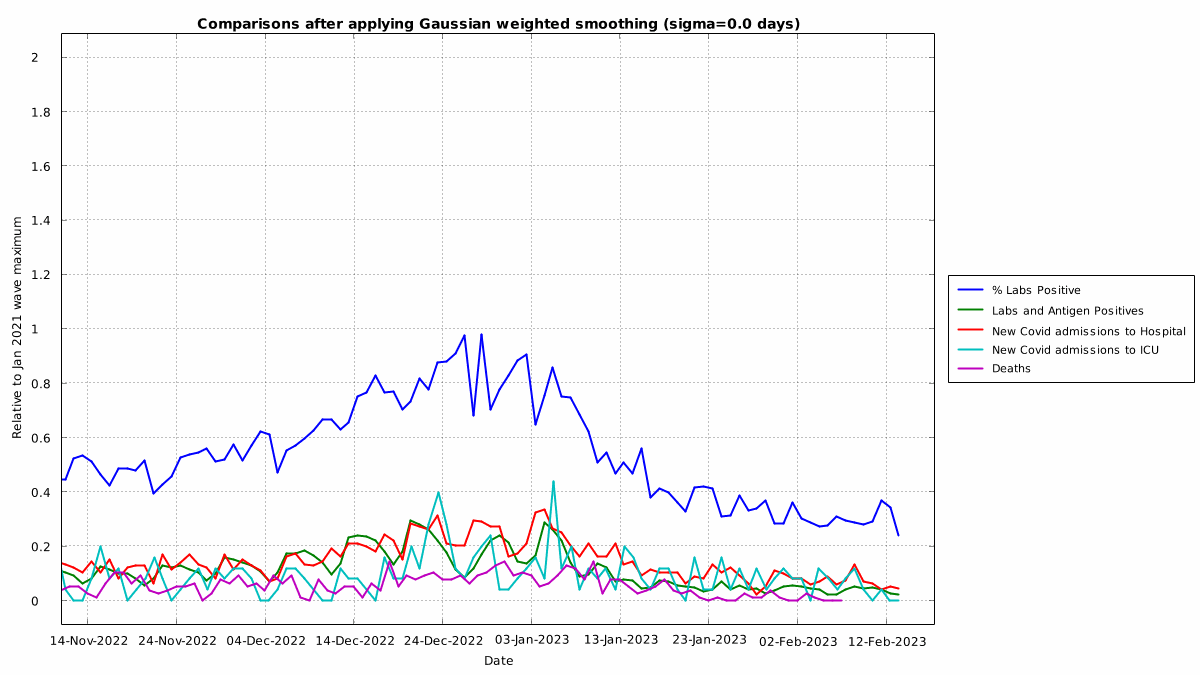 Comparisons after applying Gaussian weighted smoothing (sigma=0.0 days)
Relative to Jan 2021 wave maximum
2
1.8
1.6
1.4
1.2
1
0.8
0.6
0.4
0.2
0
14-Nov-2022 24-Nov-2022 04-Dec-2022 14-Dec-2022 24-Dec-2022 03-Jan-2023 13-Jan-2023 23-Jan-2023 02-Feb-2023 12-Feb-2023
Date
% Labs Positive
Labs and Antigen Positives
New Covid admissions to Hospital
New Covid admissions to ICU
Deaths